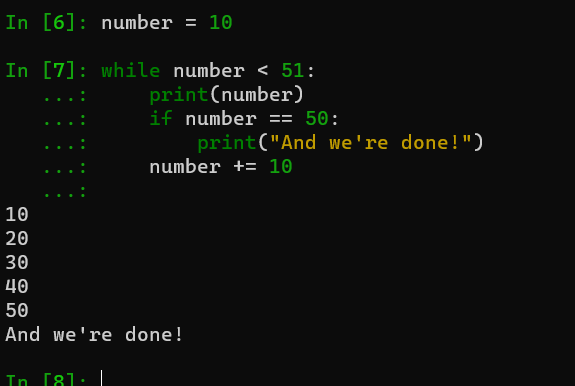 In [6]: number = 10
In [7]: while number < 51:
   ...:     print(number)
   ...:     if number == 50:
   ...:         print("And we're done!")
   ...:     number += 10
   ...:
10
20
30
40
50
And we're done!
In [8]: